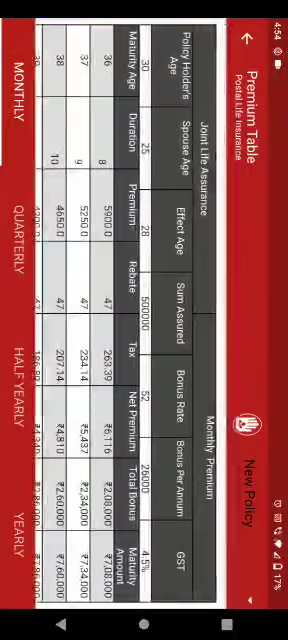 4:54
17%
Premium Table
Postal Life Insurance
New Policy
Joint Life Assurance
Monthly Premium
Policy Holder's Age Spouse Age Effect Age Sum Assured Bonus Rate Bonus Per Annum GST
30 25 28 500000 52 26000 4.5%
Maturity Age Duration Premium Rebate Tax Net Premium Total Bonus Maturity Amount
36 8 5900.0 47 263.39 ₹6,116 ₹2,08,000 ₹7,08,000
37 9 5250.0 47 234.14 ₹5,437 ₹2,34,000 ₹7,34,000
38 10 4650.0 47 207.14 ₹4,810 ₹2,60,000 ₹7,60,000
MONTHLY QUARTERLY HALF YEARLY YEARLY